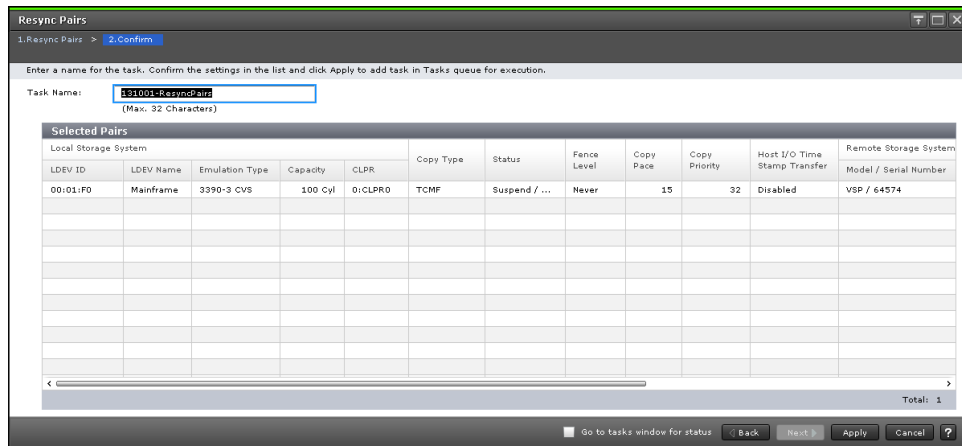 Resync Pairs
1.Resync Pairs > 2.Confirm
Enter a name for the task. Confirm the settings in the list and click Apply to add task in Tasks queue for execution.
Task Name: 131001-ResyncPairs
(Max. 32 Characters)
Selected Pairs
Local Storage System Copy Type Status Fence Level Copy Pace Copy Priority Host I/O Time Stamp Transfer Remote Storage System
LDEV ID LDEV Name Emulation Type Capacity CLPR Model / Serial Number
00:01:F0 Mainframe 3390-3 CVS 100 Cyl 0:CLPR0 TCMF Suspend / ... Never 15 32 Disabled VSP / 64574
Total: 1
Go to tasks window for status Back Next Apply Cancel ?